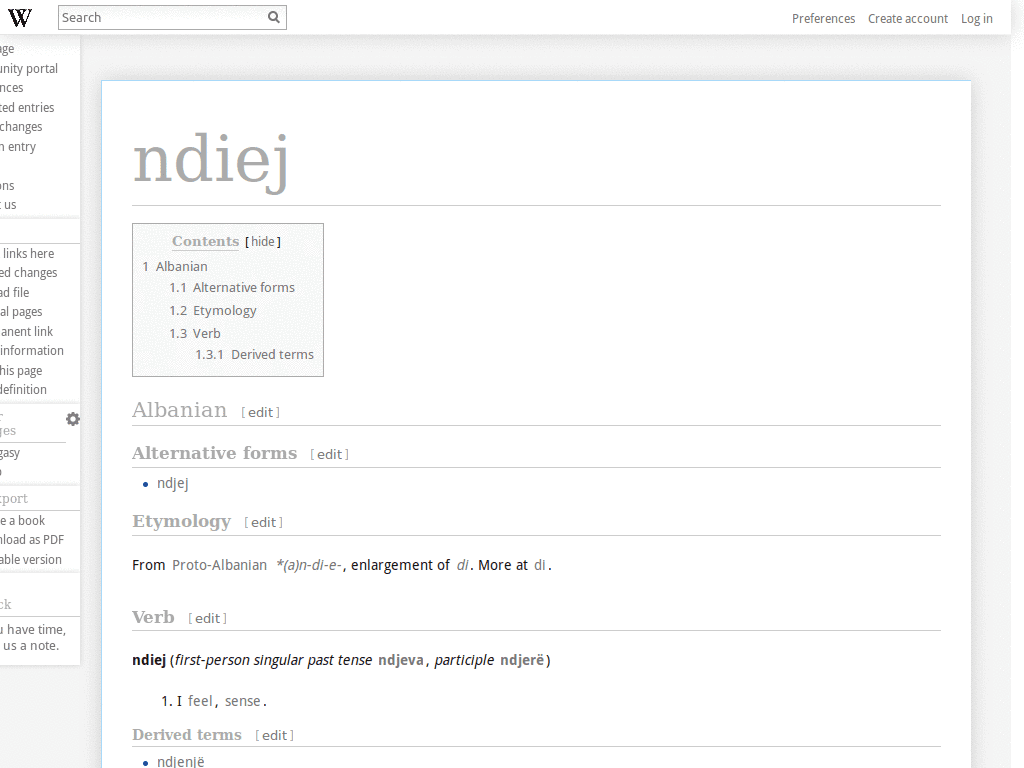 W
Search
Preferences Create account Log in
age
unity portal
nces
ted entries
changes
m entry
ons
t us
links here
ed changes
ad file
al pages
anent link
information
his page
definition
r
ges
gasy
o
xport
e a book
nload as PDF
able version
ck
u have time,
us a note.
ndiej
Contents [ hide ]
1 Albanian
1.1 Alternative forms
1.2 Etymology
1.3 Verb
1.3.1 Derived terms
Albanian [ edit ]
Alternative forms [ edit ]
• ndjej
Etymology [ edit ]
From Proto-Albanian *(a)n-di-e-, enlargement of di. More at di.
Verb [ edit ]
ndiej (first-person singular past tense ndjeva, participle ndjerë)
1. I feel, sense.
Derived terms [ edit ]
• ndjenjë